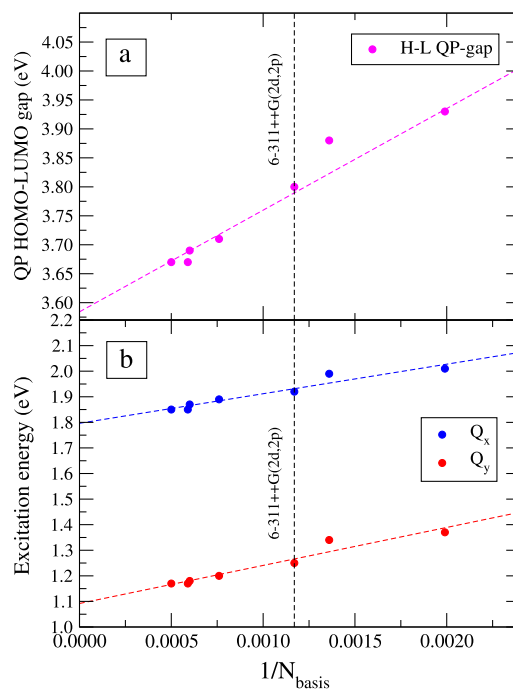 4.00
3.95
3.90
3.85
3.80
3.75
3.70
3.65
3.60
QP HOMO-LUMO gap (eV)
a
H-L QP-gap
6-311++G(2d,2p)
2.2
2.1
2.0
1.9
1.8
1.7
1.6
1.5
1.4
1.3
1.2
1.1
1.0
Excitation energy (eV)
b
Qx
Qy
6-311++G(2d,2p)
0.0000 0.0005 0.0010 0.0015 0.0020
1/Nbasis